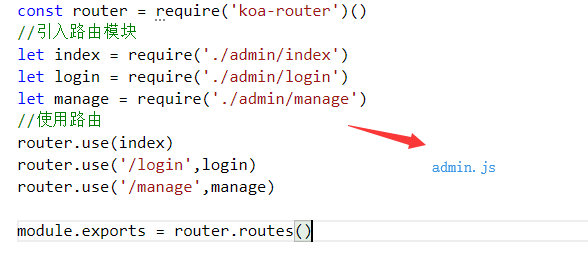 const router = require('koa-router')()
//引入路由模块
let index = require('./admin/index')
let login = require('./admin/login')
let manage = require('./admin/manage')
//使用路由
router.use(index)
router.use('/login',login)
admin.js
router.use('/manage',manage)
module.exports = router.routes()